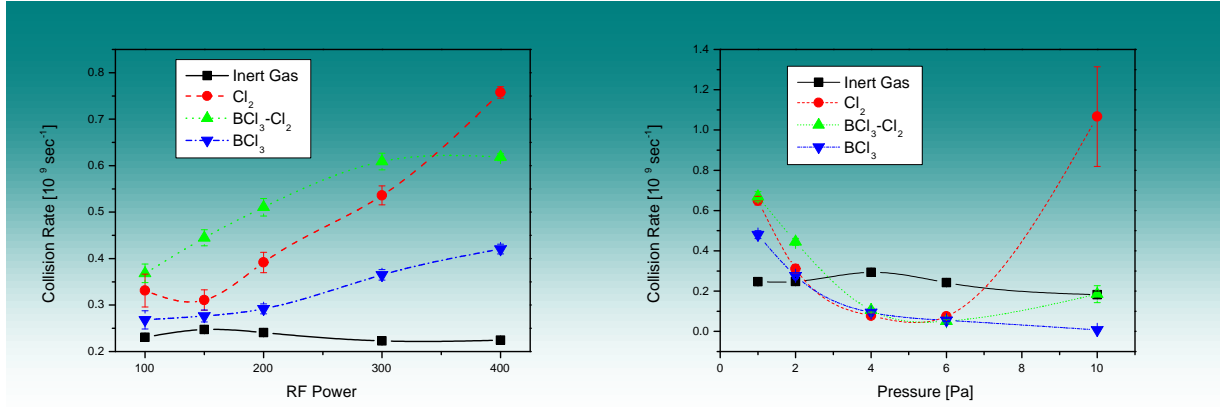 0.8
0.7
0.6
0.5
0.4
0.3
0.2
100
200
300
400
Collision Rate [10⁻⁹ sec⁻¹]
RF Power
Inert Gas
Cl₂
BCl₃-Cl₂
BCl₃
1.4
1.2
1.0
0.8
0.6
0.4
0.2
0.0
0
2
4
6
8
10
Collision Rate [10⁻⁹ sec⁻¹]
Pressure [Pa]
Inert Gas
Cl₂
BCl₃-Cl₂
BCl₃